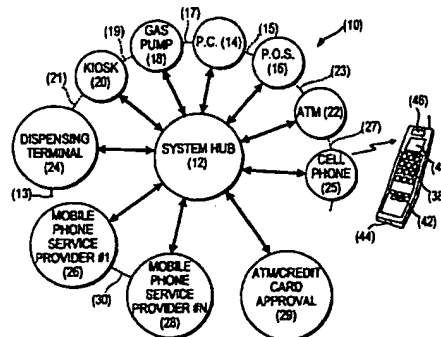 (10)
(17)
GAS
PUMP
(18)
P.C. (14)
(15)
(19)
P.O.S.
(16)
KIOSK
(20)
(23)
(21)
ATM (22)
(27)
(46)
DISPENSING
TERMINAL
(24)
SYSTEM HUB
(12)
CELL
PHONE
(25)
(13)
(42)
(44)
MOBILE
PHONE
SERVICE
PROVIDER #1
(26)
(30)
MOBILE
PHONE
SERVICE
PROVIDER #N
(28)
ATM/CREDIT
CARD
APPROVAL
(29)